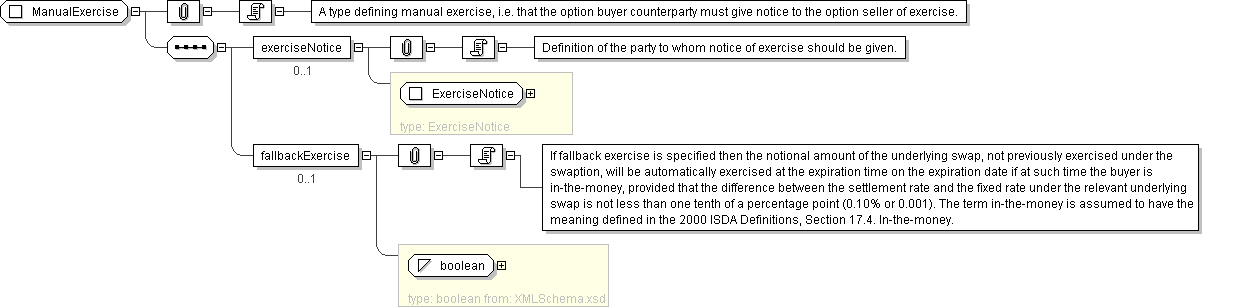 ManualExercise
A type defining manual exercise, i.e. that the option buyer counterparty must give notice to the option seller of exercise.
exerciseNotice
0..1
Definition of the party to whom notice of exercise should be given.
ExerciseNotice
type: ExerciseNotice
fallbackExercise
0..1
If fallback exercise is specified then the notional amount of the underlying swap, not previously exercised under the
swaption, will be automatically exercised at the expiration time on the expiration date if at such time the buyer is
in-the-money, provided that the difference between the settlement rate and the fixed rate under the relevant underlying
swap is not less than one tenth of a percentage point (0.10% or 0.001). The term in-the-money is assumed to have the
meaning defined in the 2000 ISDA Definitions, Section 17.4. In-the-money.
boolean
type: boolean from: XMLSchema.xsd